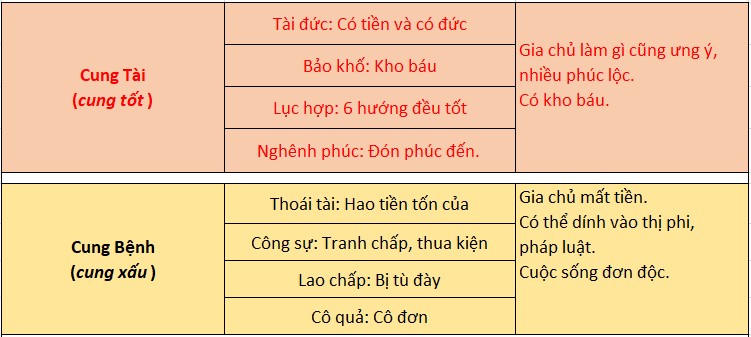 Cung Tài
(cung tốt )
Tài đức: Có tiền và có đức
Bảo khố: Kho báu
Lục hợp: 6 hướng đều tốt
Nghênh phúc: Đón phúc đến.
Gia chủ làm gì cũng ưng ý,
nhiều phúc lộc.
Có kho báu.
Cung Bệnh
(cung xấu )
Thoái tài: Hao tiền tốn của
Công sự: Tranh chấp, thua kiện
Lao chấp: Bị tù đày
Cô quả: Cô đơn
Gia chủ mất tiền.
Có thể dính vào thị phi,
pháp luật.
Cuộc sống đơn độc.